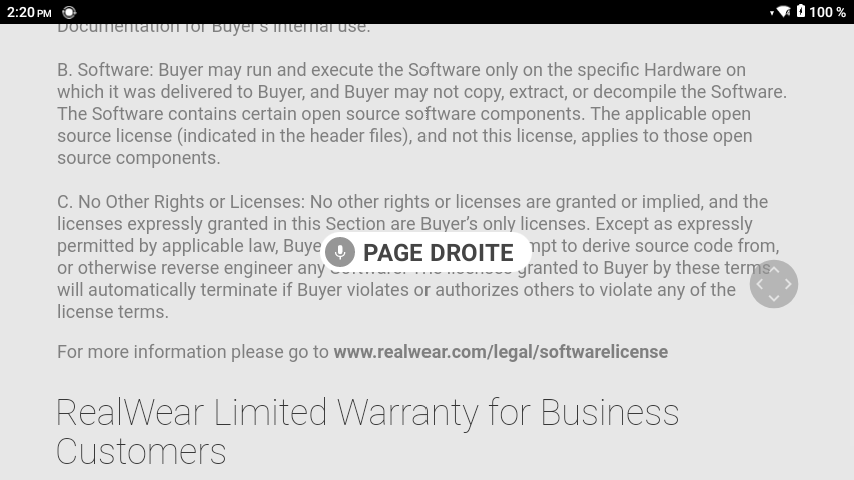 2:20 PM 100 %
Documentation for Buyer's internal use.
B. Software: Buyer may run and execute the Software only on the specific Hardware on
which it was delivered to Buyer, and Buyer may not copy, extract, or decompile the Software.
The Software contains certain open source software components. The applicable open
source license (indicated in the header files), and not this license, applies to those open
source components.
C. No Other Rights or Licenses: No other rights or licenses are granted or implied, and the
licenses expressly granted in this Section are Buyer's only licenses. Except as expressly
permitted by applicable law, to derive source code from,
PAGE DROITE
or otherwise reverse engineer any Software. The licenses granted to Buyer by these terms
will automatically terminate if Buyer violates or authorizes others to violate any of the
license terms.
For more information please go to www.realwear.com/legal/softwarelicense
RealWear Limited Warranty for Business
Customers